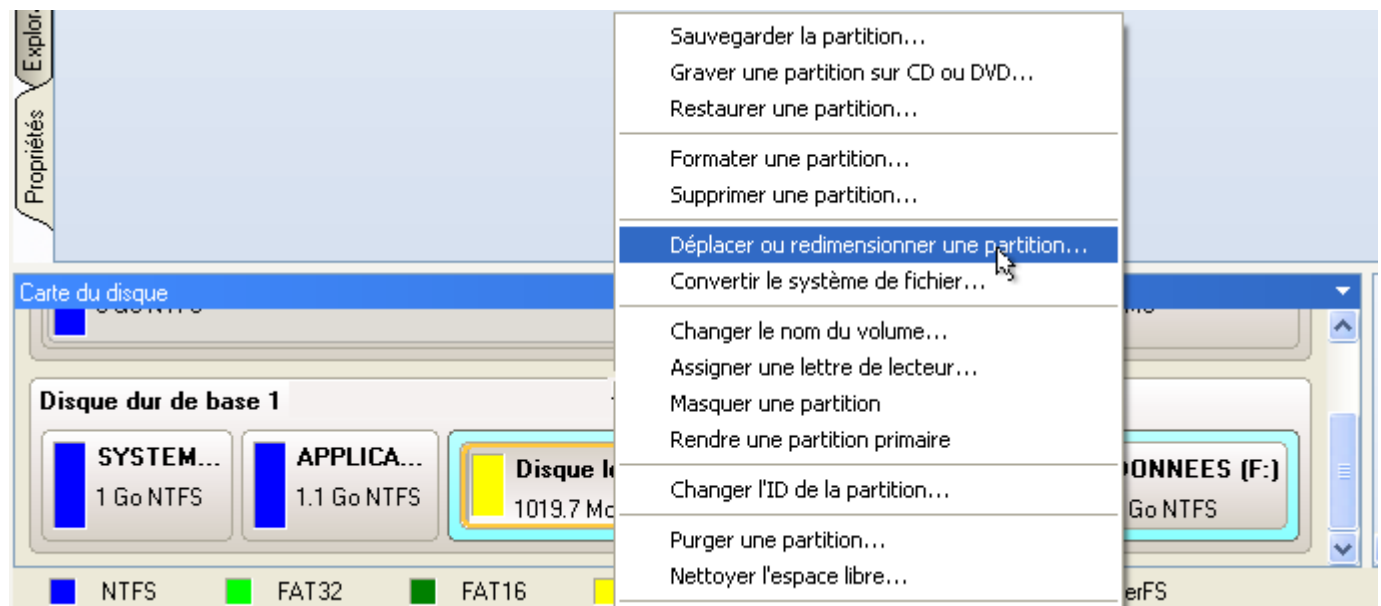 Explor
Propriétés
Sauvegarder la partition...
Graver une partition sur CD ou DVD...
Restaurer une partition...
Formater une partition...
Supprimer une partition...
Déplacer ou redimensionner une partition...
Convertir le système de fichier...
Changer le nom du volume...
Assigner une lettre de lecteur...
Masquer une partition
Rendre une partition primaire
Changer l'ID de la partition...
Purger une partition...
Nettoyer l'espace libre...
Carte du disque
Disque dur de base 1
SYSTEM...
1 Go NTFS
APPLICA...
1.1 Go NTFS
Disque
1019.7
DONNEES (F:)
Go NTFS
NTFS
FAT32
FAT16
erFS